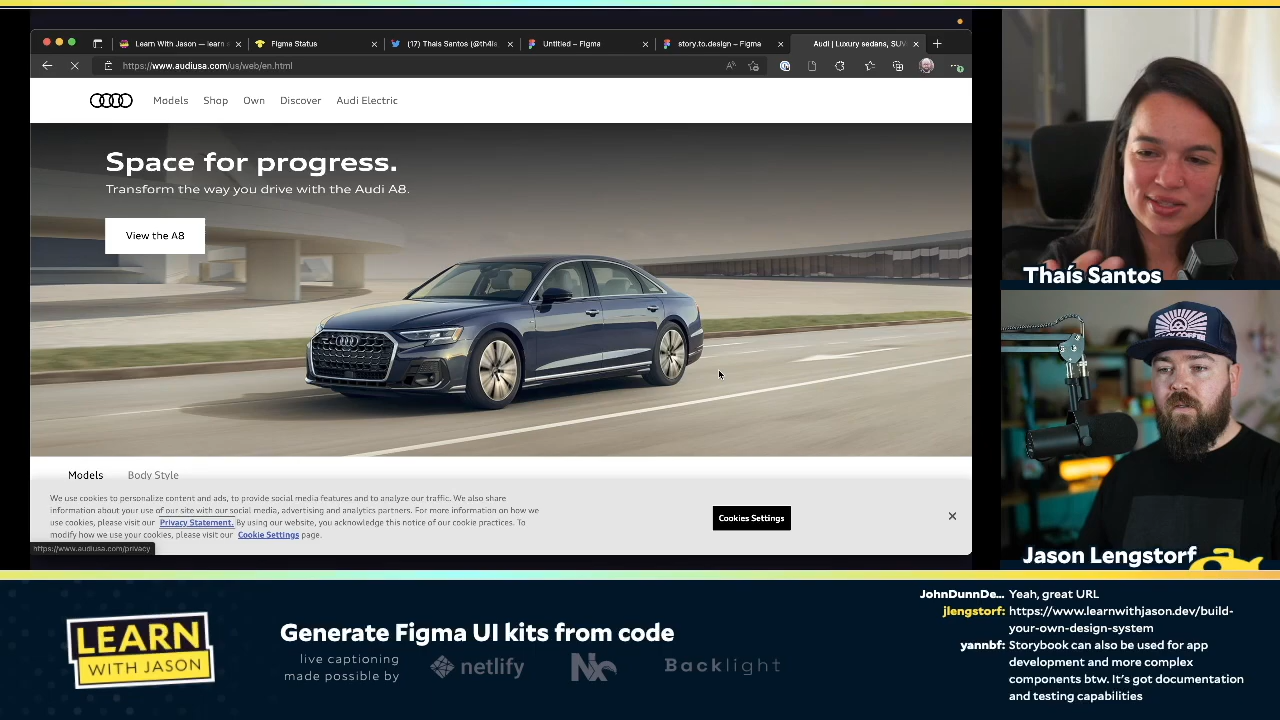 Learn With Jason — learn s
Figma Status
(17) Thais Santos (@th4ls
Untitled – Figma
story.to.design – Figma
Audi | Luxury sedans, SUV
https://www.audiusa.com/us/web/en.html
Models
Shop
Own
Discover
Audi Electric
Space for progress.
Transform the way you drive with the Audi A8.
View the A8
Models
Body Style
We use cookies to personalize content and ads, to provide social media features and to analyze our traffic. We also share
information about your use of our site with our social media, advertising and analytics partners. For more information on how we
use cookies, please visit our Privacy Statement. By using our website, you acknowledge this notice of our cookie practices. To
modify how we use your cookies, please visit our Cookie Settings page.
Cookies Settings
https://www.audiusa.com/privacy
Thaís Santos
Jason Lengstorf
LEARN
WITH JASON
Generate Figma UI kits from code
live captioning
made possible by
netlify
Nx
Backlight
JohnDunnDe... Yeah, great URL
jlengstorf: https://www.learnwithjason.dev/build-
your-own-design-system
yannbf: Storybook can also be used for app
development and more complex
components btw. It's got documentation
and testing capabilities